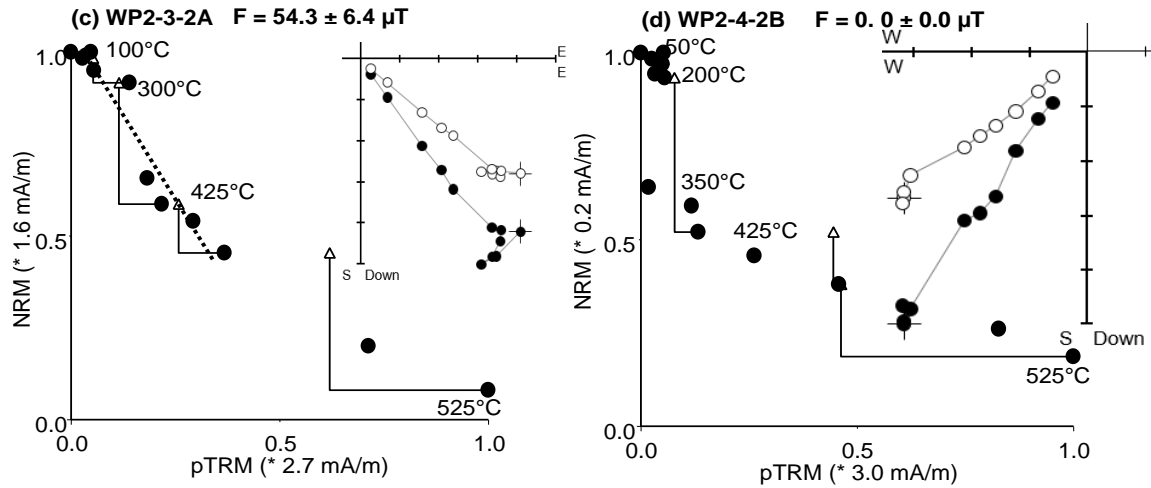 (c) WP2-3-2A F = 54.3 ± 6.4 µT
1.0
100°C
300°C
425°C
525°C
0.5
0.0
NRM (* 1.6 mA/m)
E
E
S Down
0.0 0.5 1.0
pTRM (* 2.7 mA/m)
(d) WP2-4-2B F = 0. 0 ± 0.0 µT
1.0
50°C
200°C
350°C
425°C
525°C
0.5
0.0
NRM (* 0.2 mA/m)
W
W
S Down
0.0 0.5 1.0
pTRM (* 3.0 mA/m)